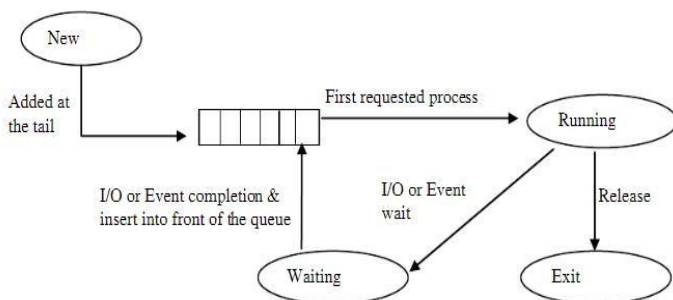 New
Added at
the tail
First requested process
Running
I/O or Event completion &
insert into front of the queue
I/O or Event
wait
Release
Waiting
Exit